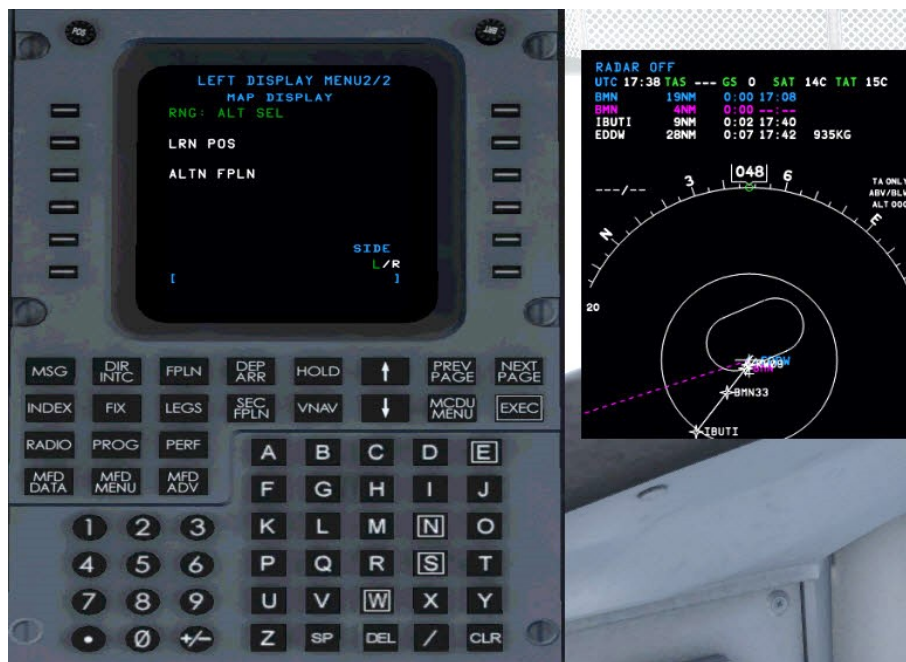 POS
BRT
LEFT DISPLAY MENU2/2
MAP DISPLAY
RNG: ALT SEL
LRN POS
ALTN FPLN
SIDE
L/R
[ ]
MSG
DIR INTC
FPLN
DEP ARR
HOLD
↑
PREV PAGE
NEXT PAGE
INDEX
FIX
LEGS
SEC FPLN
VNAV
↓
MCDU MENU
EXEC
RADIO
PROG
PERF
MFD DATA
MFD MENU
MFD ADV
A B C D E
F G H I J
K L M N O
P Q R S T
U V W X Y
Z SP DEL / CLR
1 2 3
4 5 6
7 8 9
• Ø +/-
RADAR OFF
UTC 17:38 TAS --- GS 0 SAT 14C TAT 15C
BMN 19NM 0:00 17:08
BMN 4NM 0:00 --:--
IBUTI 9NM 0:02 17:40
EDDW 28NM 0:07 17:42 935KG
---/--
N 3 048 6 E
TA ONLY
ABV/BLW
ALT 000
20
EDDW
BMN33
IBUTI